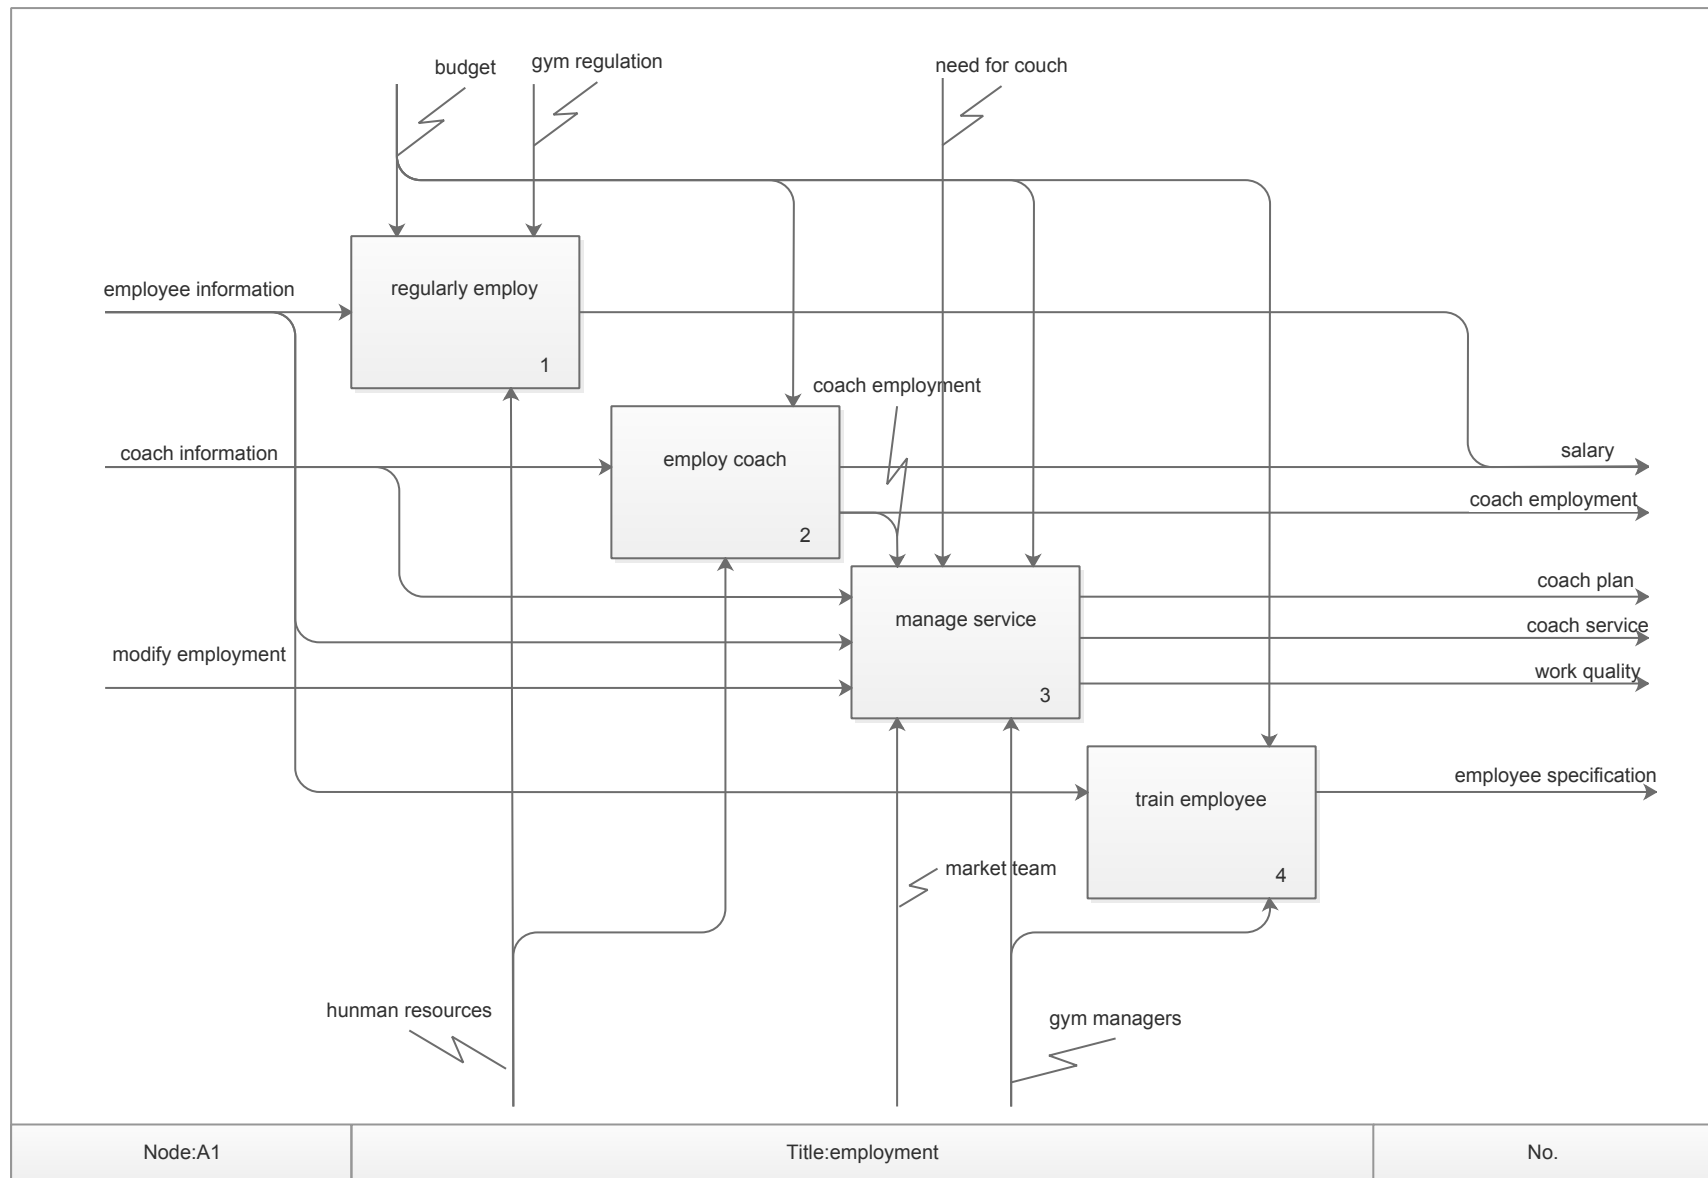 budget
gym regulation
need for couch
employee information
regularly employ
1
coach employment
coach information
employ coach
2
salary
coach employment
coach plan
manage service
coach service
modify employment
work quality
3
employee specification
train employee
market team
4
hunman resources
gym managers
Node:A1
Title:employment
No.